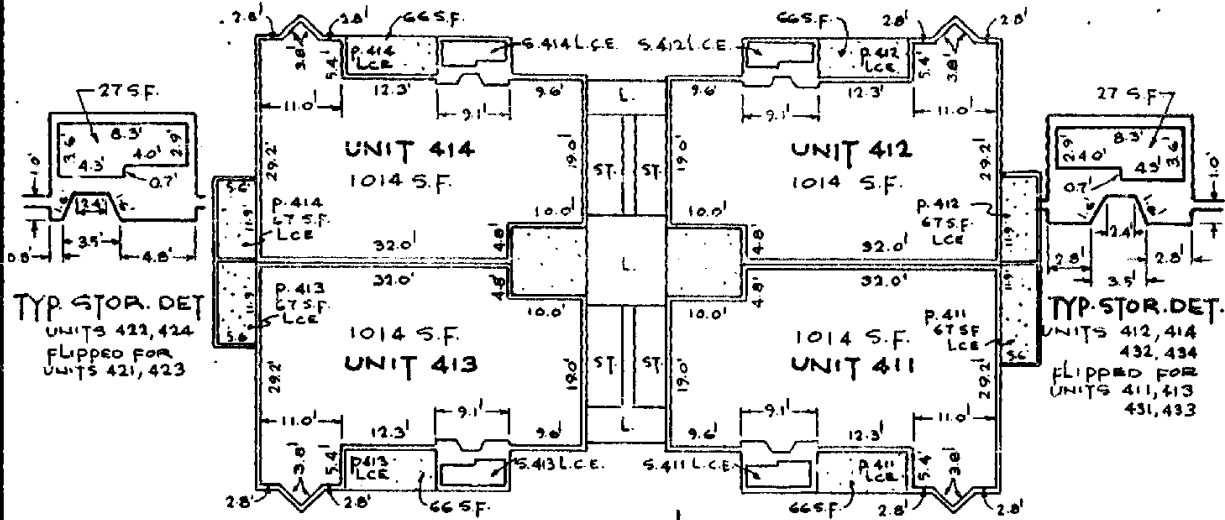 2.8'
2.8'
66 S.F.
66 S.F.
2.8'
2.8'
3.8'
5.4'
P.414
LCE
S.414 L.C.E.
S.412 L.C.E.
P.412
LCE
5.4'
3.8'
11.0'
12.3'
9.1'
9.6'
L.
9.6'
9.1'
12.3'
11.0'
27 S.F.
8.3'
3.6'
4.0'
2.9'
4.3'
0.7'
1.0'
2.4'
3.5'
4.8'
0.8'
29.2'
UNIT 414
1014 S.F.
19.0'
ST.
ST.
19.0'
UNIT 412
1014 S.F.
29.2'
27 S.F.
8.3'
2.9'
4.0
3.6'
4.3'
0.7'
1.0'
2.4'
2.8'
2.8'
3.5'
5.6'
P.414
67 S.F.
LCE
11.9'
10.0'
4.8'
32.0'
L.
10.0'
4.8'
32.0'
P.412
67 S.F.
LCE
11.9'
TYP. STOR. DET
UNITS 422, 424
FLIPPED FOR
UNITS 421, 423
11.9'
P.413
67 S.F.
LCE
5.6'
32.0'
4.8'
10.0'
32.0'
4.8'
10.0'
11.9'
P.411
67 SF
LCE
5.6
TYP. STOR. DET.
UNITS 412, 414
432, 434
FLIPPED FOR
UNITS 411, 413
431, 433
1014 S.F.
UNIT 413
29.2'
19.0'
ST.
ST.
19.0'
1014 S.F.
UNIT 411
29.2'
11.0'
12.3'
9.1'
9.6'
L.
9.6'
9.1'
12.3'
11.0'
3.8'
5.4'
P.413
LCE
S.413 L.C.E.
S.411 L.C.E.
P.411
LCE
5.4'
3.8'
2.8'
2.8'
66 S.F.
66 S.F.
2.8'
2.8'